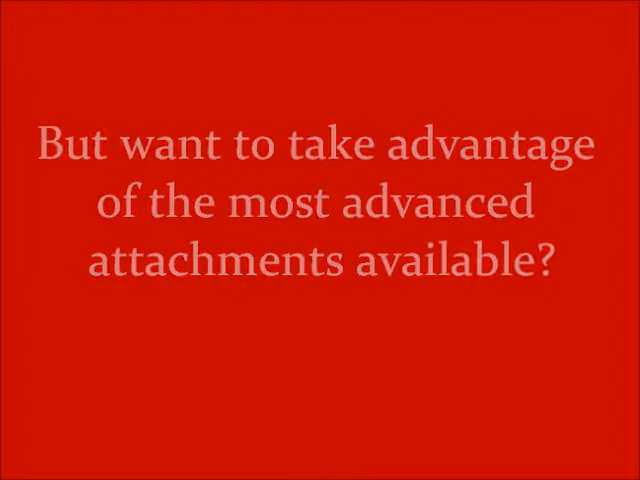 But want to take advantage
of the most advanced
attachments available?